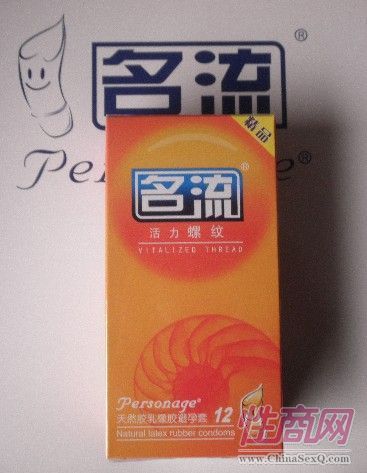 名流®
Personage®
精品
名流®
活力螺纹
VITALIZED THREAD
Personage®
天然胶乳橡胶避孕套 12
Natural latex rubber condoms
性商网
www.ChinaSexQ.com